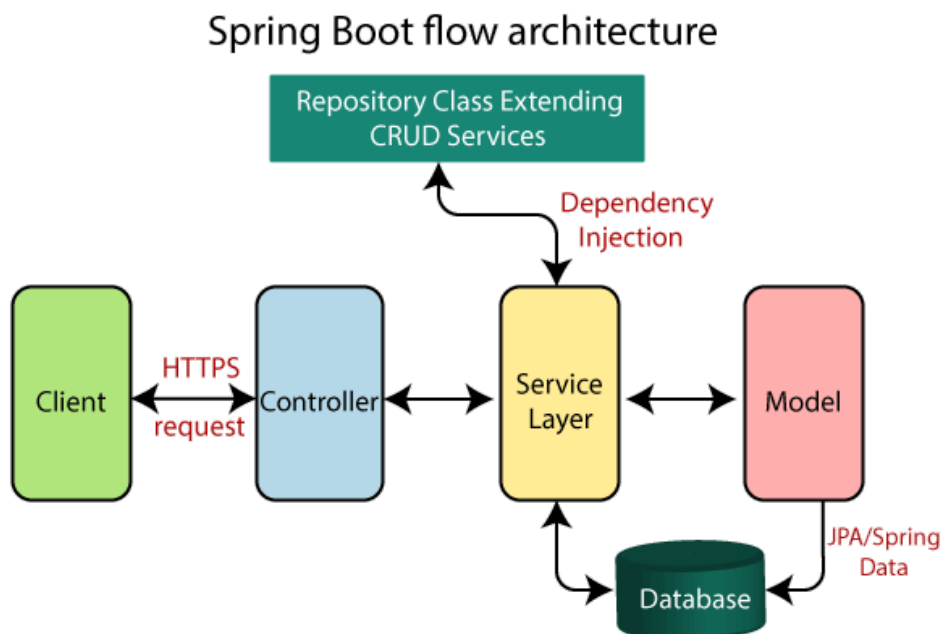 Spring Boot flow architecture
Repository Class Extending
CRUD Services
Dependency
Injection
HTTPS
request
Client
Controller
Service
Layer
Model
JPA/Spring
Data
Database